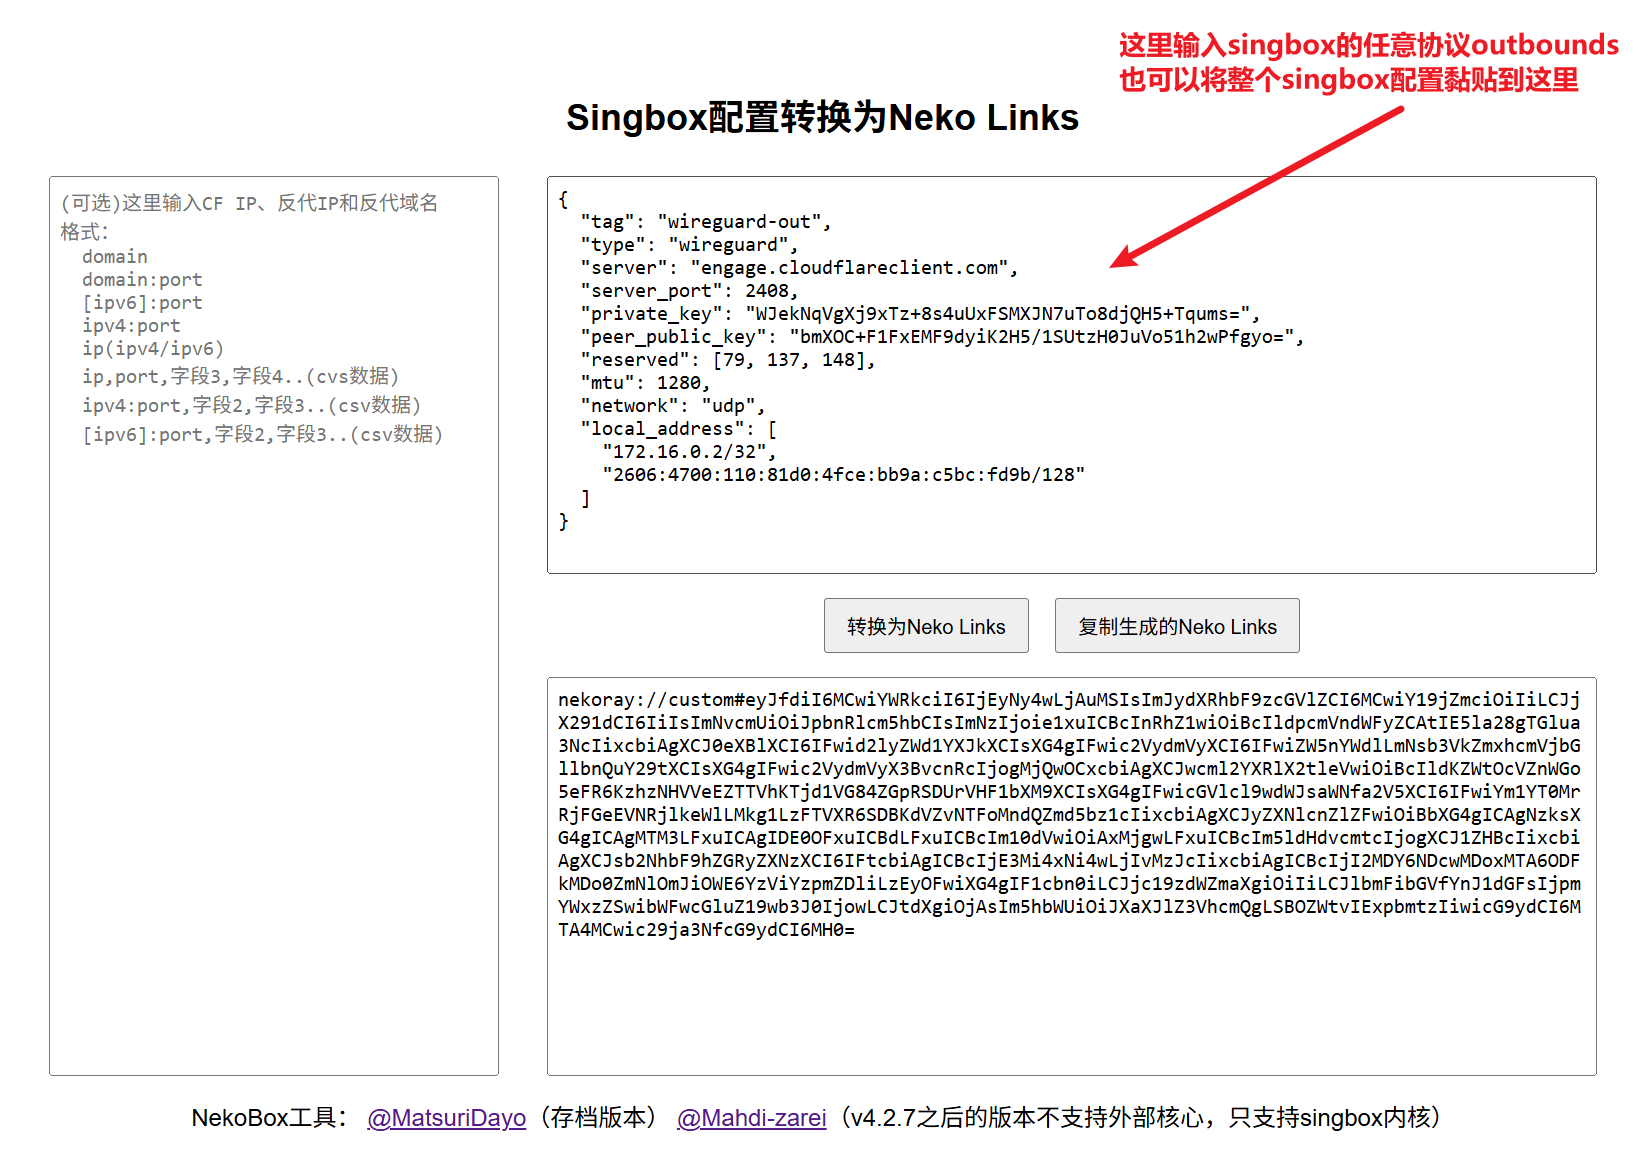 这里输入singbox的任意协议outbounds
也可以将整个singbox配置黏贴到这里
Singbox配置转换为Neko Links
(可选)这里输入CF IP、反代IP和反代域名
格式:
domain
domain:port
[ipv6]:port
ipv4:port
ip(ipv4/ipv6)
ip,port,字段3,字段4..(cvs数据)
ipv4:port,字段2,字段3..(csv数据)
[ipv6]:port,字段2,字段3..(csv数据)
{
"tag": "wireguard-out",
"type": "wireguard",
"server": "engage.cloudflareclient.com",
"server_port": 2408,
"private_key": "WJekNqVgXj9xTz+8s4uUxFSMXJN7uTo8djQH5+Tqums=",
"peer_public_key": "bmXOC+F1FxEMF9dyiK2H5/1SUtzH0JuVo51h2wPfgyo=",
"reserved": [79, 137, 148],
"mtu": 1280,
"network": "udp",
"local_address": [
"172.16.0.2/32",
"2606:4700:110:81d0:4fce:bb9a:c5bc:fd9b/128"
]
}
转换为Neko Links
复制生成的Neko Links
nekoray://custom#eyJfdiI6MCwiYWRkciI6IjEyNy4wLjAuMSIsImJydXRhbF9zcGVlZCI6MCwiY19jZmciOiIiLCJj
X291dCI6IiIsImNvcmUiOiJpbnRlcm5hbCIsImNzIjoie1xuICBcInRhZ1wiOiBcIldpcmVndWFyZCAtIE5la28gTGlua
3NcIixcbiAgXCJ0eXBlXCI6IFwid2lyZWd1YXJkXCIsXG4gIFwic2VydmVyXCI6IFwiZW5nYWdlLmNsb3VkZmxhcmVjbG
llbnQuY29tXCIsXG4gIFwic2VydmVyX3BvcnRcIjogMjQwOCxcbiAgXCJwcml2YXRlX2tleVwiOiBcIldKZWtOcVZnWGo
5eFR6KzhzNHVVeEZTTVhKTjd1VG84ZGpRSDUrVHF1bXM9XCIsXG4gIFwicGVlcl9wdWJsaWNfa2V5XCI6IFwiYm1YT0Mr
RjFGeEVNRjlkeWlLMkg1LzFTVXR6SDBKdVZvNTFoMndQZmd5bz1cIixcbiAgXCJyZXNlcnZlZFwiOiBbXG4gICAgNzksX
G4gICAgMTM3LFxuICAgIDE0OFxuICBdLFxuICBcIm10dVwiOiAxMjgwLFxuICBcIm5ldHdvcmtcIjogXCJ1ZHBcIixcbi
AgXCJsb2NhbF9hZGRyZXNzXCI6IFtcbiAgICBcIjE3Mi4xNi4wLjIvMzJcIixcbiAgICBcIjI2MDY6NDcwMDoxMTA6ODF
kMDo0ZmNlOmJiOWE6YzViYzpmZDliLzEyOFwiXG4gIF1cbn0iLCJjc19zdWZmaXgiOiIiLCJlbmFibGVfYnJ1dGFsIjpm
YWxzZSwibWFwcGluZ19wb3J0IjowLCJtdXgiOjAsIm5hbWUiOiJXaXJlZ3VhcmQgLSBOZWtvIExpbmtzIiwicG9ydCI6M
TA4MCwic29ja3NfcG9ydCI6MH0=
NekoBox工具： @MatsuriDayo（存档版本） @Mahdi-zarei（v4.2.7之后的版本不支持外部核心，只支持singbox内核）